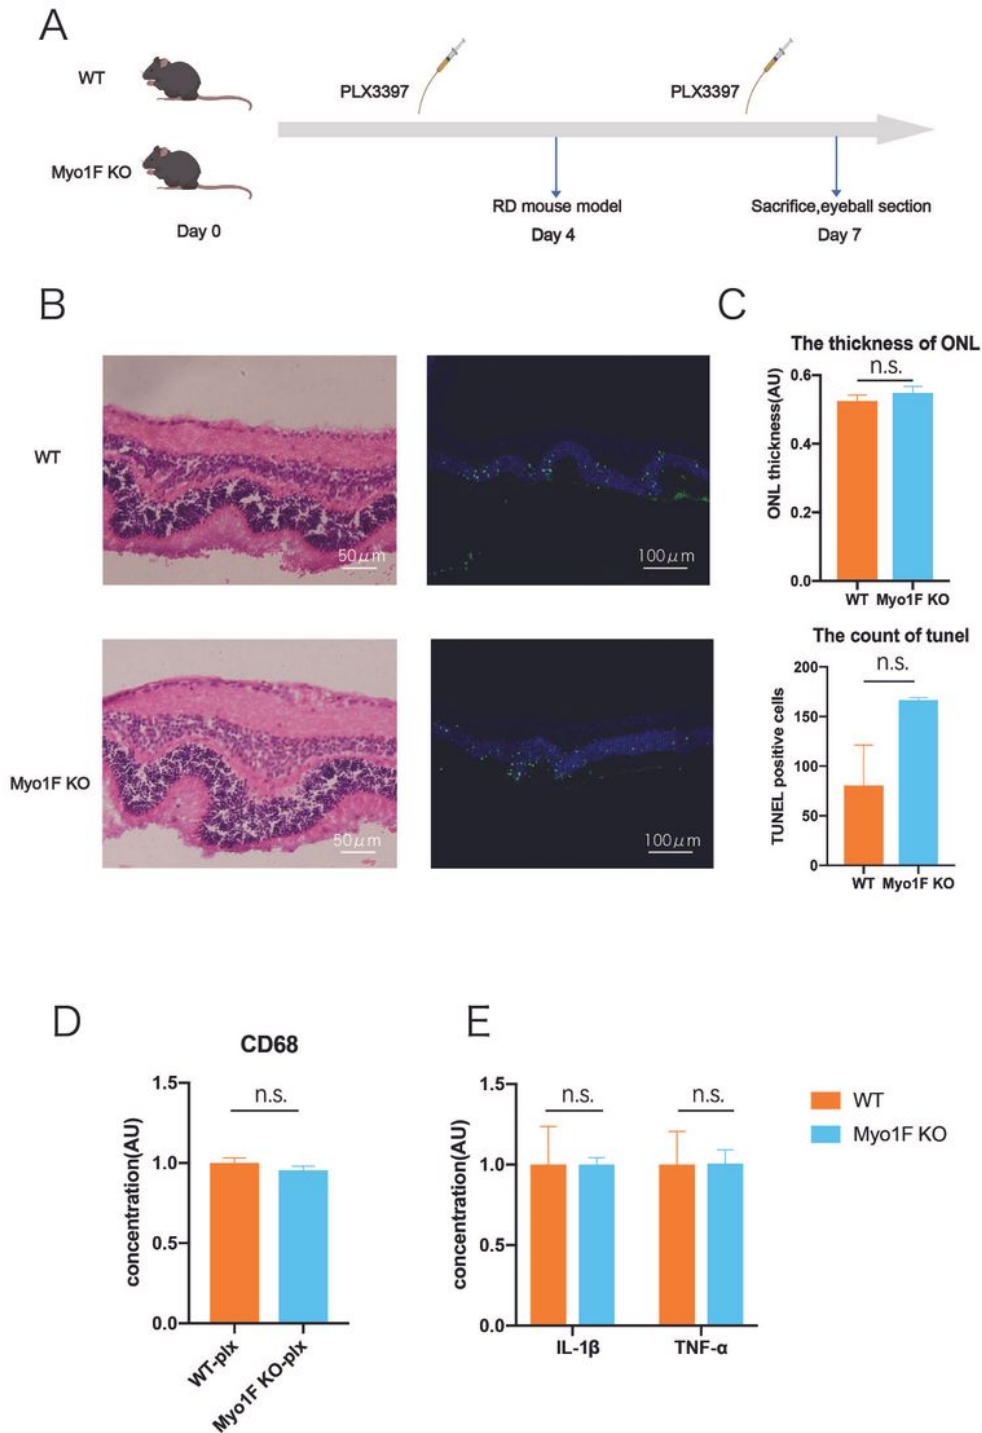 A
WT
PLX3397
PLX3397
Myo1F KO
RD mouse model
Sacrifice,eyeball section
Day 0
Day 4
Day 7
B
C
WT
50μm
100μm
Myo1F KO
50μm
100μm
The thickness of ONL
n.s.
ONL thickness(AU)
0.6
0.4
0.2
0.0
WT Myo1F KO
The count of tunel
n.s.
TUNEL positive cells
200
150
100
50
0
WT Myo1F KO
D
CD68
n.s.
concentration(AU)
1.5
1.0
0.5
0.0
WT-plx
Myo1F KO-plx
E
n.s.
n.s.
concentration(AU)
1.5
1.0
0.5
0.0
IL-1β
TNF-α
WT
Myo1F KO